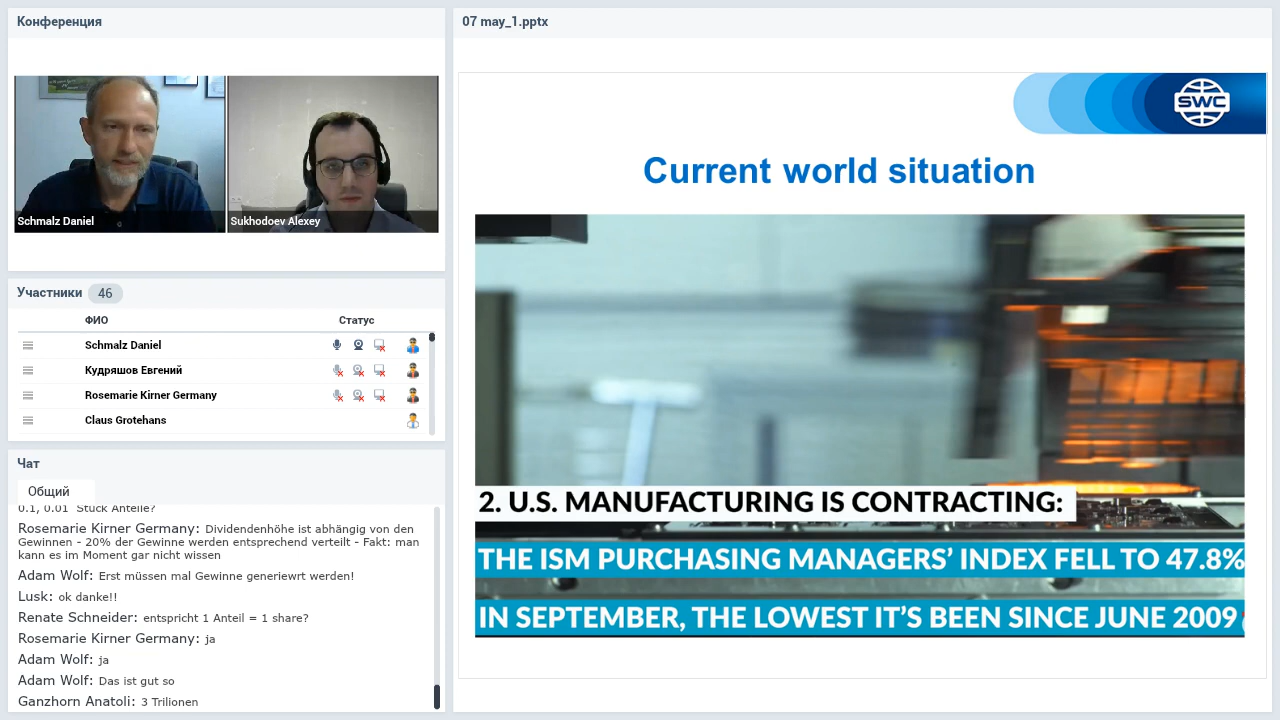 Конференция
Schmalz Daniel
Sukhodoev Alexey
Участники 46
ФИО Статус
Schmalz Daniel
Кудряшов Евгений
Rosemarie Kirner Germany
Claus Grotehans
Чат
Общий
0.1, 0.01 Stück Anteile?
Rosemarie Kirner Germany: Dividendenhöhe ist abhängig von den
Gewinnen - 20% der Gewinne werden entsprechend verteilt - Fakt: man
kann es im Moment gar nicht wissen
Adam Wolf: Erst müssen mal Gewinne generiewrt werden!
Lusk: ok danke!!
Renate Schneider: entspricht 1 Anteil = 1 share?
Rosemarie Kirner Germany: ja
Adam Wolf: ja
Adam Wolf: Das ist gut so
Ganzhorn Anatoli: 3 Trilionen
07 may_1.pptx
SWC
Current world situation
2. U.S. MANUFACTURING IS CONTRACTING:
THE ISM PURCHASING MANAGERS’ INDEX FELL TO 47.8%
IN SEPTEMBER, THE LOWEST IT’S BEEN SINCE JUNE 2009